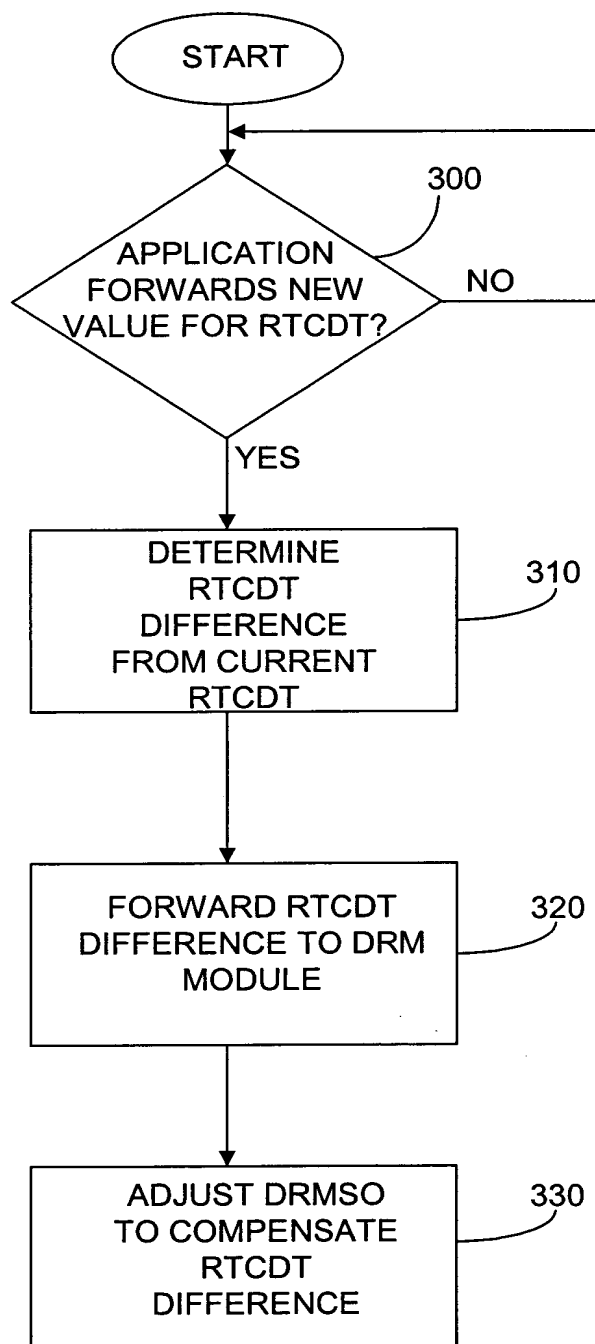 START
300
APPLICATION
FORWARDS NEW
VALUE FOR RTCDT?
NO
YES
DETERMINE
RTCDT
DIFFERENCE
FROM CURRENT
RTCDT
310
FORWARD RTCDT
DIFFERENCE TO DRM
MODULE
320
ADJUST DRMSO
TO COMPENSATE
RTCDT
DIFFERENCE
330